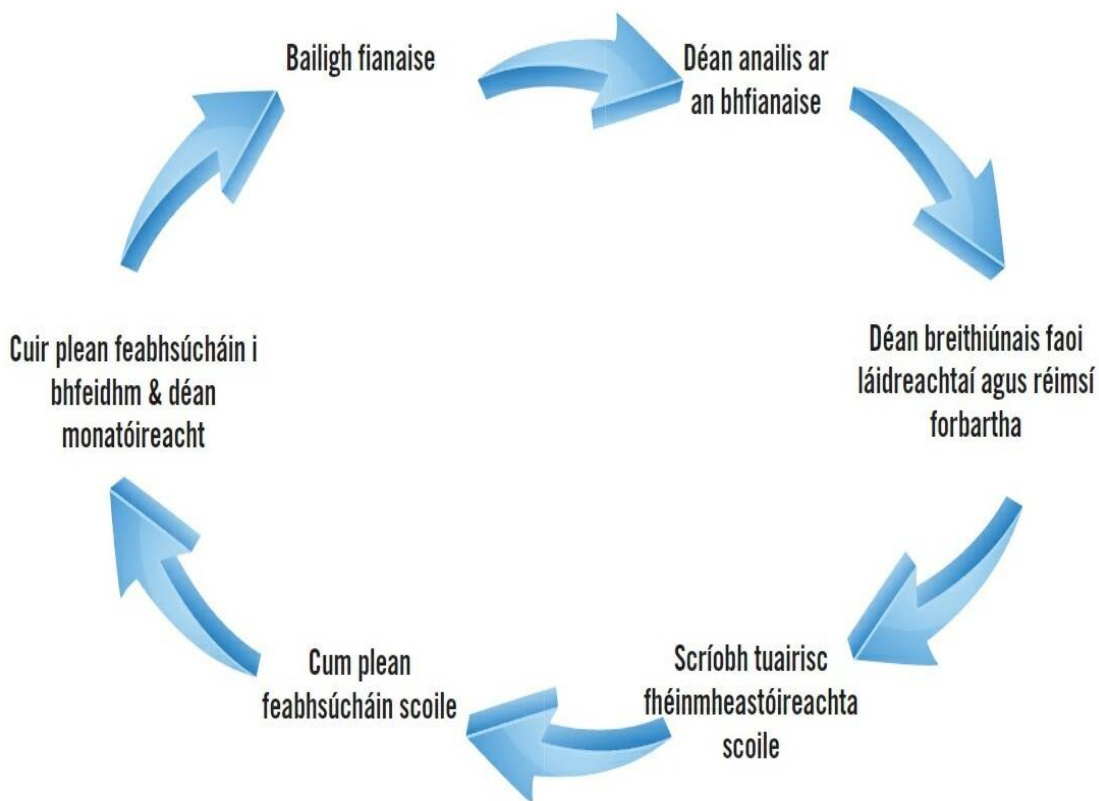 Bailigh fianaise
Déan anailis ar
an bhfianaise
Déan breithiúnais faoi
láidreachtaí agus réimsí
forbartha
Scríobh tuairisc
fhéinmheastóireachta
scoile
Cum plean
feabhsúcháin scoile
Cuir plean feabhsúcháin i
bhfeidhm & déan
monatóireacht